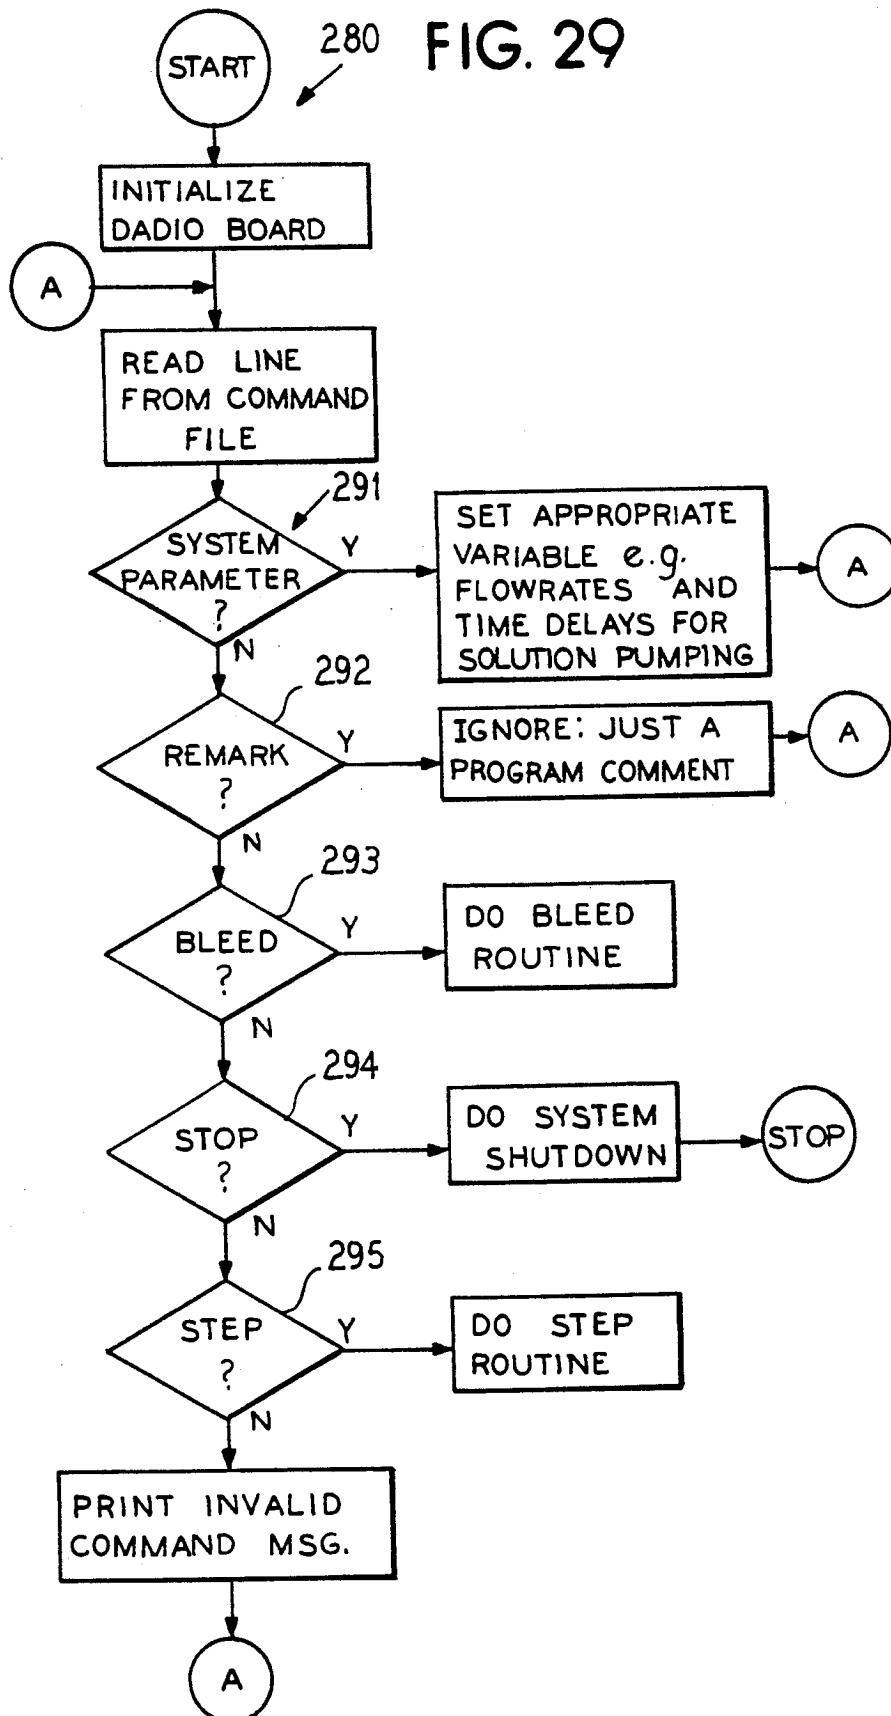 280 FIG. 29
START
INITIALIZE
DADIO BOARD
A
READ LINE
FROM COMMAND
FILE
291
SYSTEM
PARAMETER
?
Y
N
SET APPROPRIATE
VARIABLE e.g.
FLOWRATES AND
TIME DELAYS FOR
SOLUTION PUMPING
A
292
REMARK
?
Y
N
IGNORE: JUST A
PROGRAM COMMENT
A
293
BLEED
?
Y
N
DO BLEED
ROUTINE
294
STOP
?
Y
N
DO SYSTEM
SHUTDOWN
STOP
295
STEP
?
Y
N
DO STEP
ROUTINE
PRINT INVALID
COMMAND MSG.
A